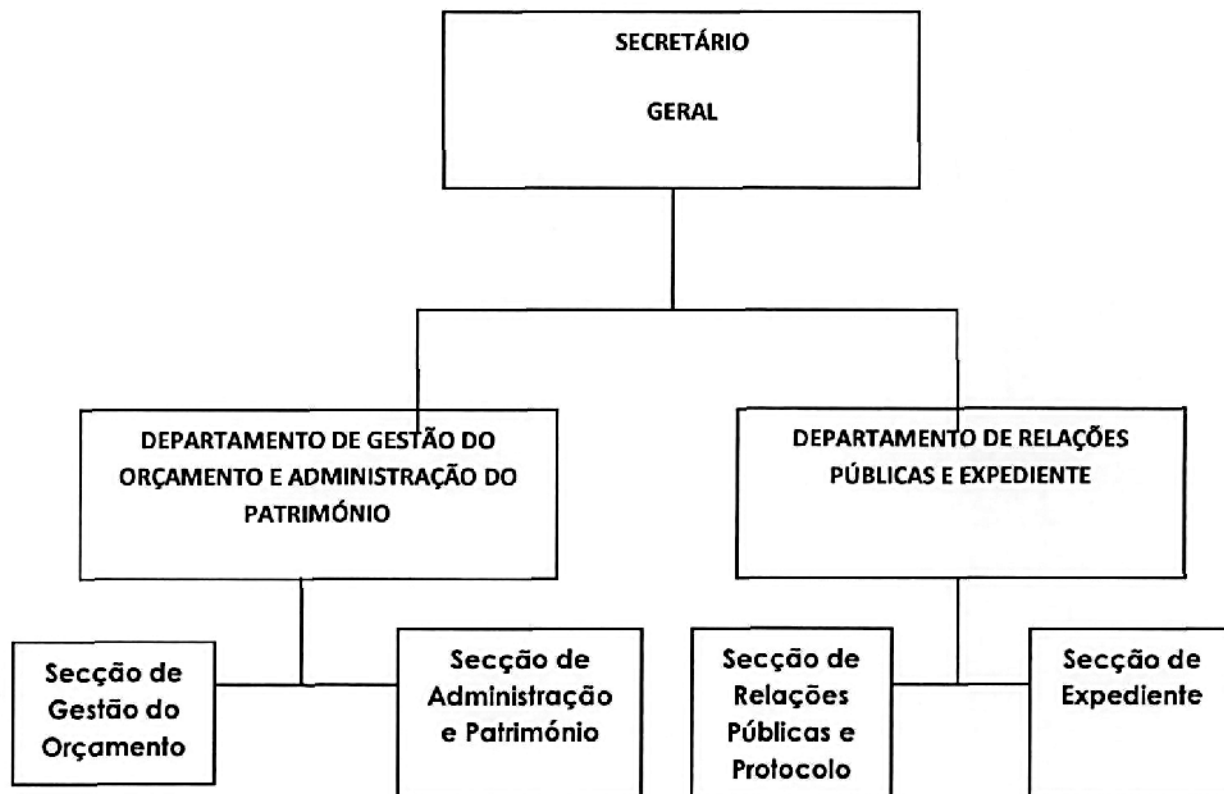 SECRETÁRIO
GERAL
DEPARTAMENTO DE GESTÃO DO
ORÇAMENTO E ADMINISTRAÇÃO DO
PATRIMÓNIO
DEPARTAMENTO DE RELAÇÕES
PÚBLICAS E EXPEDIENTE
Secção de
Gestão do
Orçamento
Secção de
Administração
e Património
Secção de
Relações
Públicas e
Protocolo
Secção de
Expediente